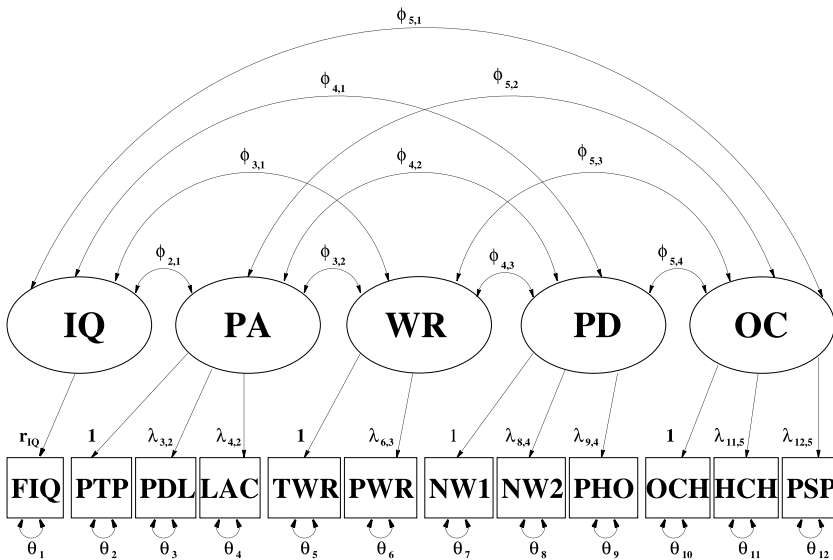 ϕ5,1
ϕ4,1 ϕ5,2
ϕ3,1 ϕ4,2 ϕ5,3
ϕ2,1 ϕ3,2 ϕ4,3 ϕ5,4
IQ PA WR PD OC
rIQ 1 λ3,2 λ4,2 1 λ6,3 1 λ8,4 λ9,4 1 λ11,5 λ12,5
FIQ PTP PDL LAC TWR PWR NW1 NW2 PHO OCH HCH PSP
θ1 θ2 θ3 θ4 θ5 θ6 θ7 θ8 θ9 θ10 θ11 θ12